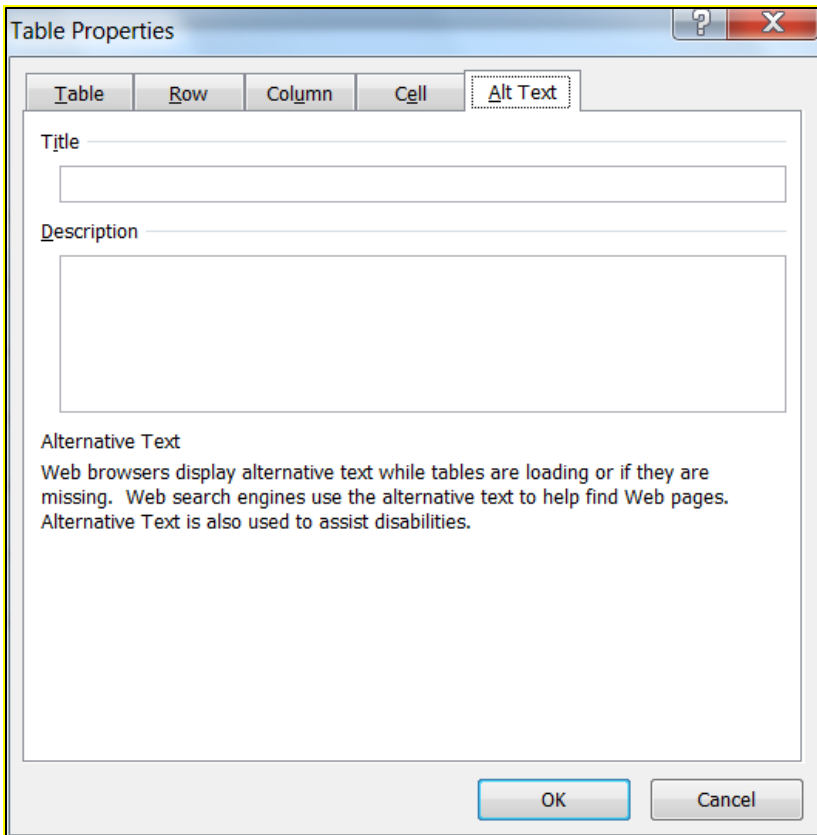 Table Properties
? X
Table Row Column Cell Alt Text
Title
Description
Alternative Text
Web browsers display alternative text while tables are loading or if they are
missing.  Web search engines use the alternative text to help find Web pages.
Alternative Text is also used to assist disabilities.
OK Cancel